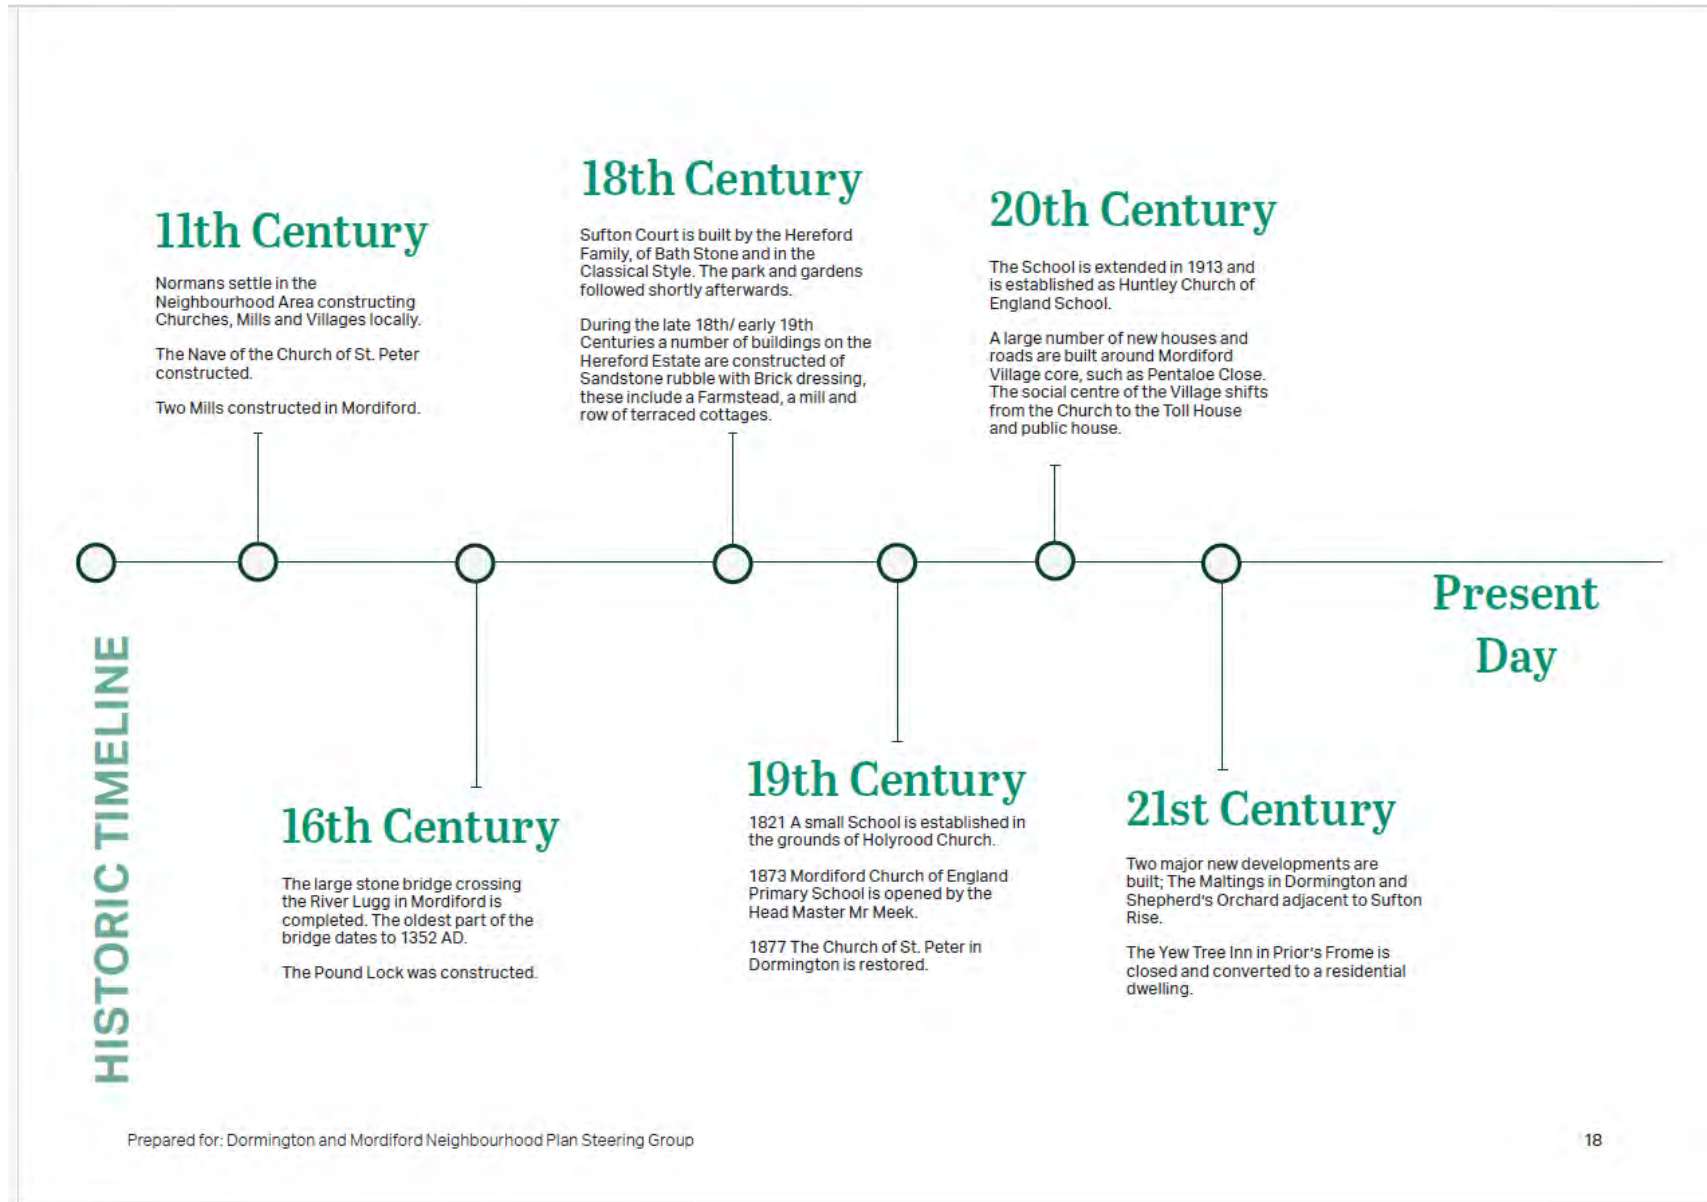 HISTORIC TIMELINE
11th Century
Normans settle in the
Neighbourhood Area constructing
Churches, Mills and Villages locally.
The Nave of the Church of St. Peter
constructed.
Two Mills constructed in Mordiford.
16th Century
The large stone bridge crossing
the River Lugg in Mordiford is
completed. The oldest part of the
bridge dates to 1352 AD.
The Pound Lock was constructed.
18th Century
Sufton Court is built by the Hereford
Family, of Bath Stone and in the
Classical Style. The park and gardens
followed shortly afterwards.
During the late 18th/ early 19th
Centuries a number of buildings on the
Hereford Estate are constructed of
Sandstone rubble with Brick dressing,
these include a Farmstead, a mill and
row of terraced cottages.
19th Century
1821 A small School is established in
the grounds of Holyrood Church.
1873 Mordiford Church of England
Primary School is opened by the
Head Master Mr Meek.
1877 The Church of St. Peter in
Dormington is restored.
20th Century
The School is extended in 1913 and
is established as Huntley Church of
England School.
A large number of new houses and
roads are built around Mordiford
Village core, such as Pentaloe Close.
The social centre of the Village shifts
from the Church to the Toll House
and public house.
21st Century
Two major new developments are
built; The Maltings in Dormington and
Shepherd's Orchard adjacent to Sufton
Rise.
The Yew Tree Inn in Prior's Frome is
closed and converted to a residential
dwelling.
Present
Day
Prepared for: Dormington and Mordiford Neighbourhood Plan Steering Group
18